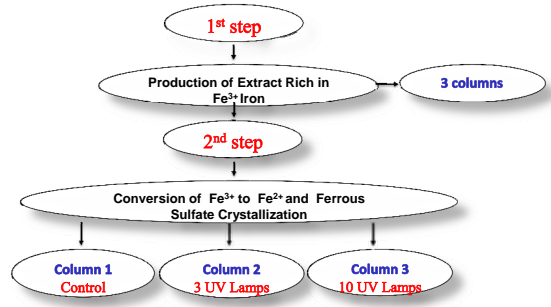 1st step
Production of Extract Rich in
Fe³⁺ Iron
3 columns
2nd step
Conversion of Fe³⁺ to Fe²⁺ and Ferrous
Sulfate Crystallization
Column 1
Control
Column 2
3 UV Lamps
Column 3
10 UV Lamps